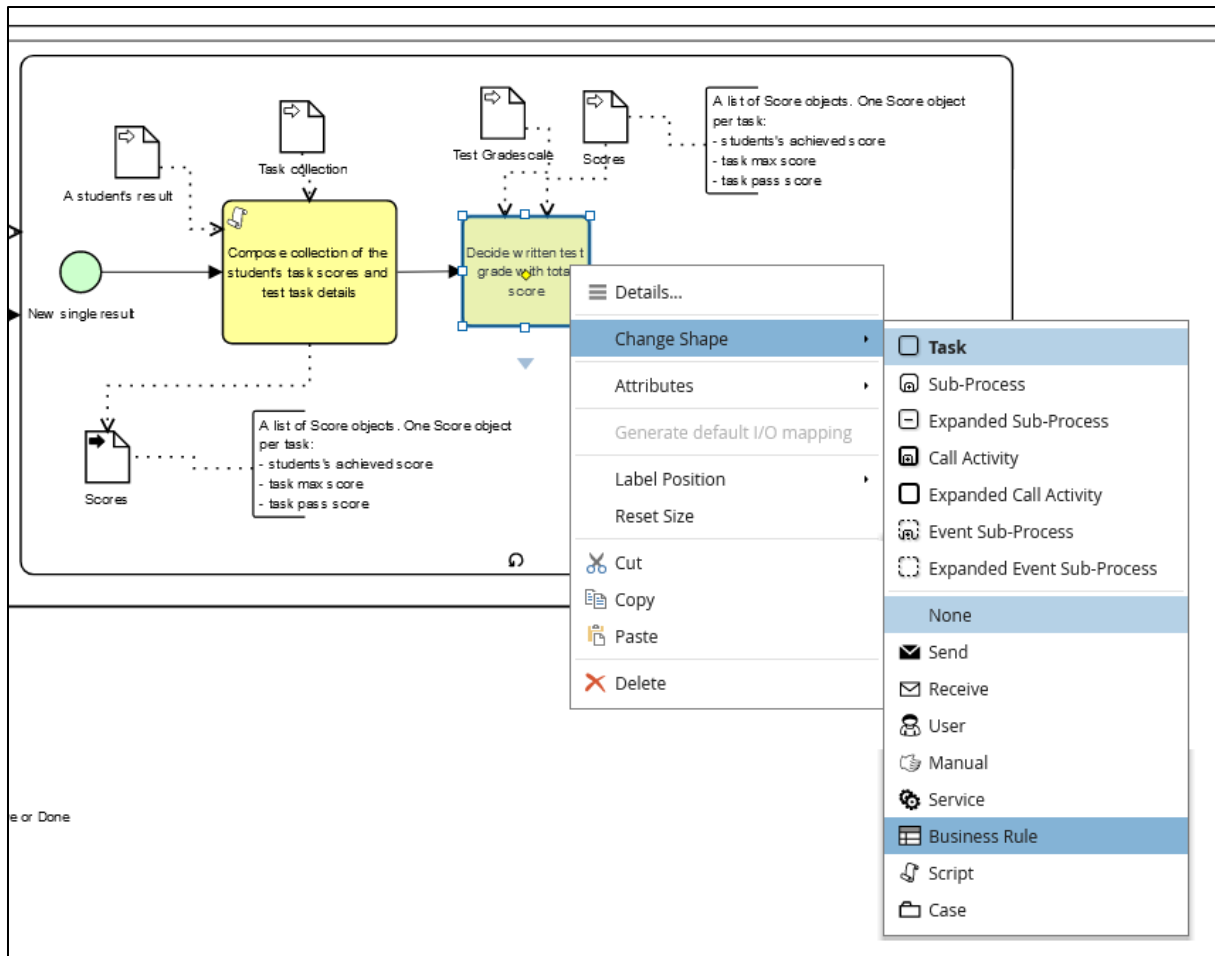 A student's result
Task collection
Test Gradescale
Scores
A list of Score objects. One Score object
per task:
- students's achieved score
- task max score
- task pass score
New single result
Compose collection of the
student's task scores and
test task details
Decide written test
grade with total
score
Scores
A list of Score objects. One Score object
per task:
- students's achieved score
- task max score
- task pass score
e or Done
Details...
Change Shape
Attributes
Generate default I/O mapping
Label Position
Reset Size
Cut
Copy
Paste
Delete
Task
Sub-Process
Expanded Sub-Process
Call Activity
Expanded Call Activity
Event Sub-Process
Expanded Event Sub-Process
None
Send
Receive
User
Manual
Service
Business Rule
Script
Case